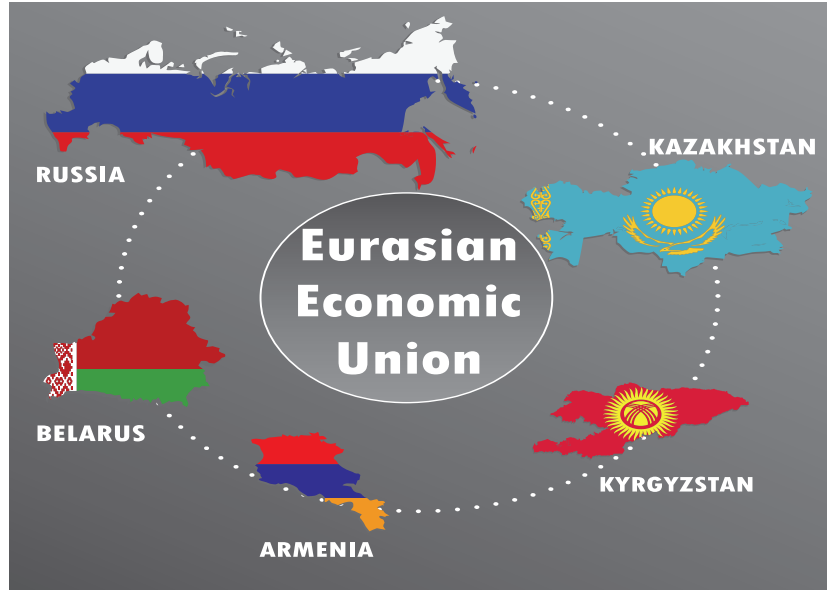 RUSSIA
KAZAKHSTAN
Eurasian
Economic
Union
BELARUS
KYRGYZSTAN
ARMENIA